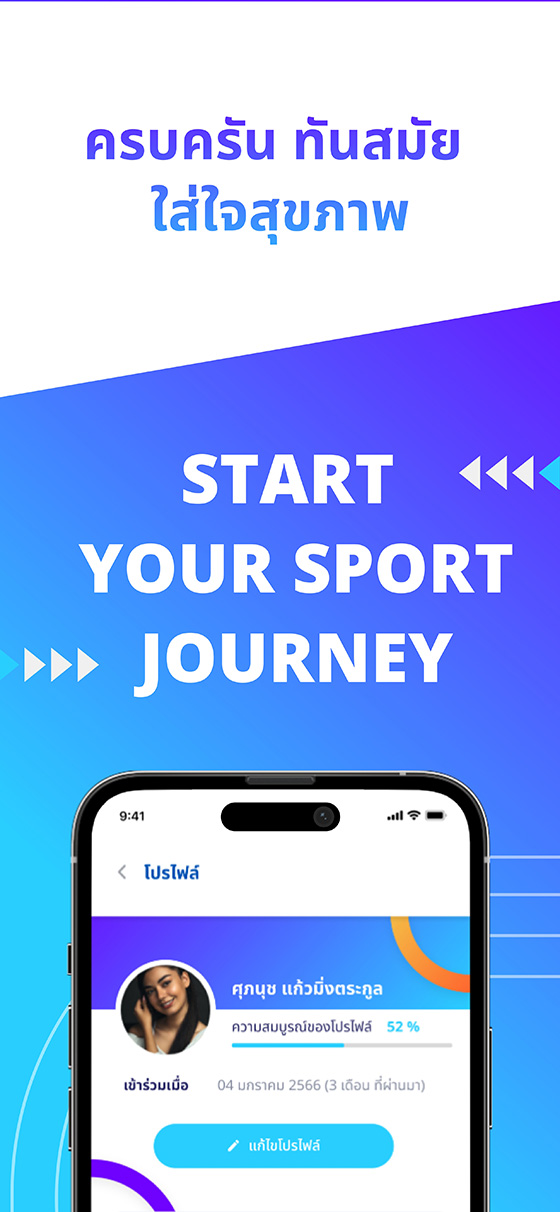 ครบครัน ทันสมัย
ใส่ใจสุขภาพ
START
YOUR SPORT
JOURNEY
9:41
โปรไฟล์
ศุภนุช แก้วมิ่งตระกูล
ความสมบูรณ์ของโปรไฟล์ 52 %
เข้าร่วมเมื่อ 04 มกราคม 2566 (3 เดือน ที่ผ่านมา)
แก้ไขโปรไฟล์